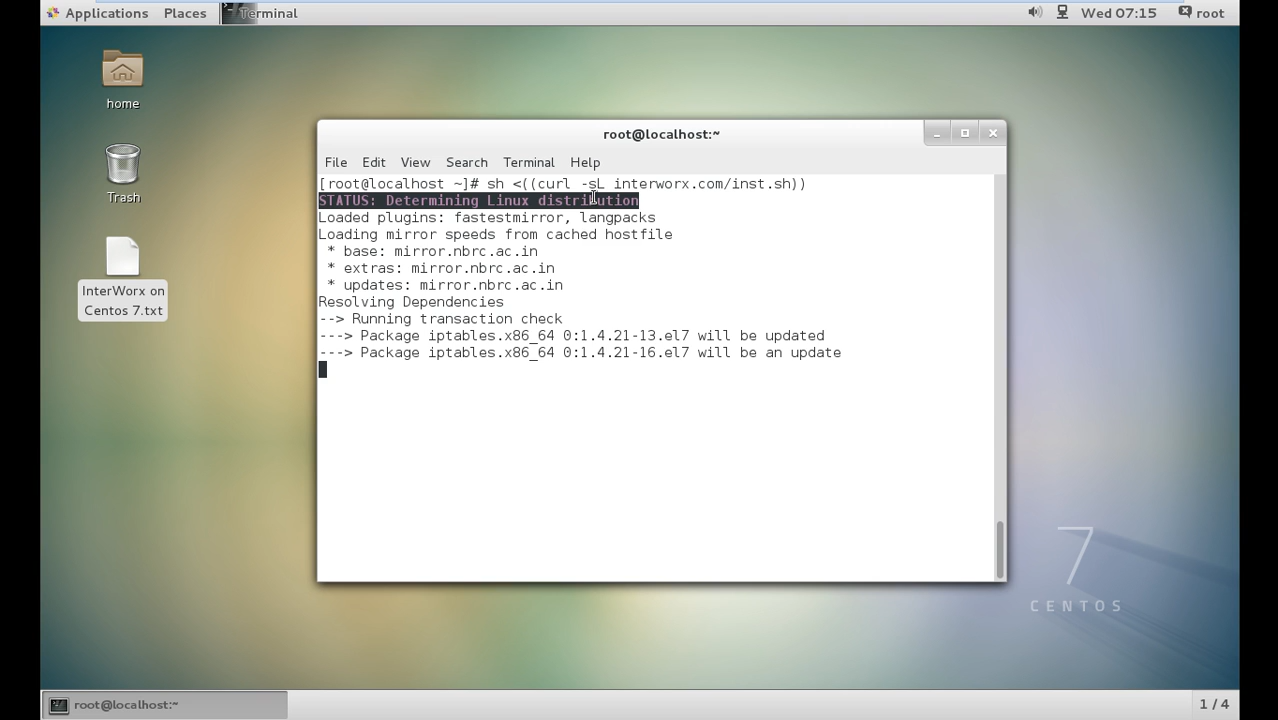 Applications Places Terminal Wed 07:15 root
home
Trash
InterWorx on
Centos 7.txt
root@localhost:~
File Edit View Search Terminal Help
[root@localhost ~]# sh <((curl -sL interworx.com/inst.sh))
STATUS: Determining Linux distribution
Loaded plugins: fastestmirror, langpacks
Loading mirror speeds from cached hostfile
* base: mirror.nbrc.ac.in
* extras: mirror.nbrc.ac.in
* updates: mirror.nbrc.ac.in
Resolving Dependencies
--> Running transaction check
---> Package iptables.x86_64 0:1.4.21-13.el7 will be updated
---> Package iptables.x86_64 0:1.4.21-16.el7 will be an update
7
CENTOS
root@localhost:~ 1 / 4